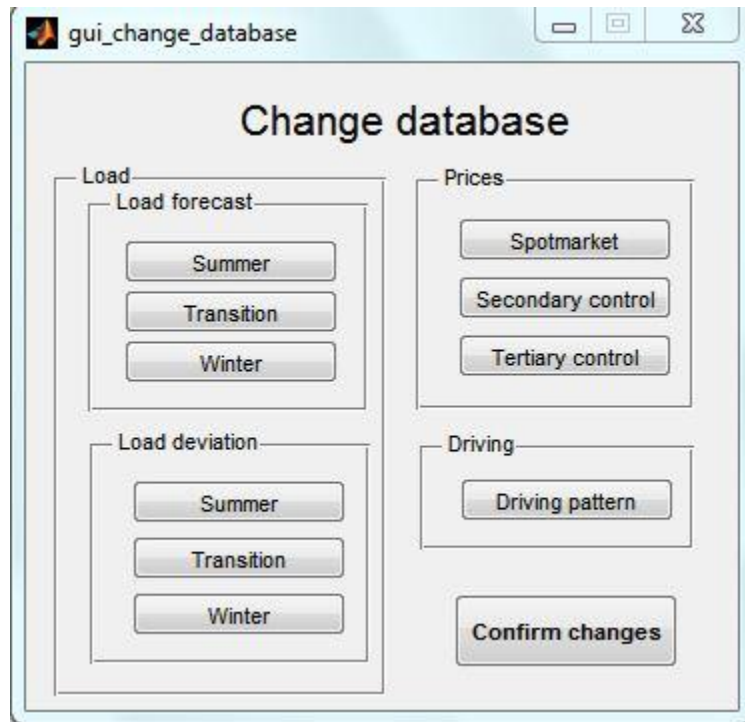 gui_change_database
Change database
Load
Load forecast
Summer
Transition
Winter
Load deviation
Summer
Transition
Winter
Prices
Spotmarket
Secondary control
Tertiary control
Driving
Driving pattern
Confirm changes